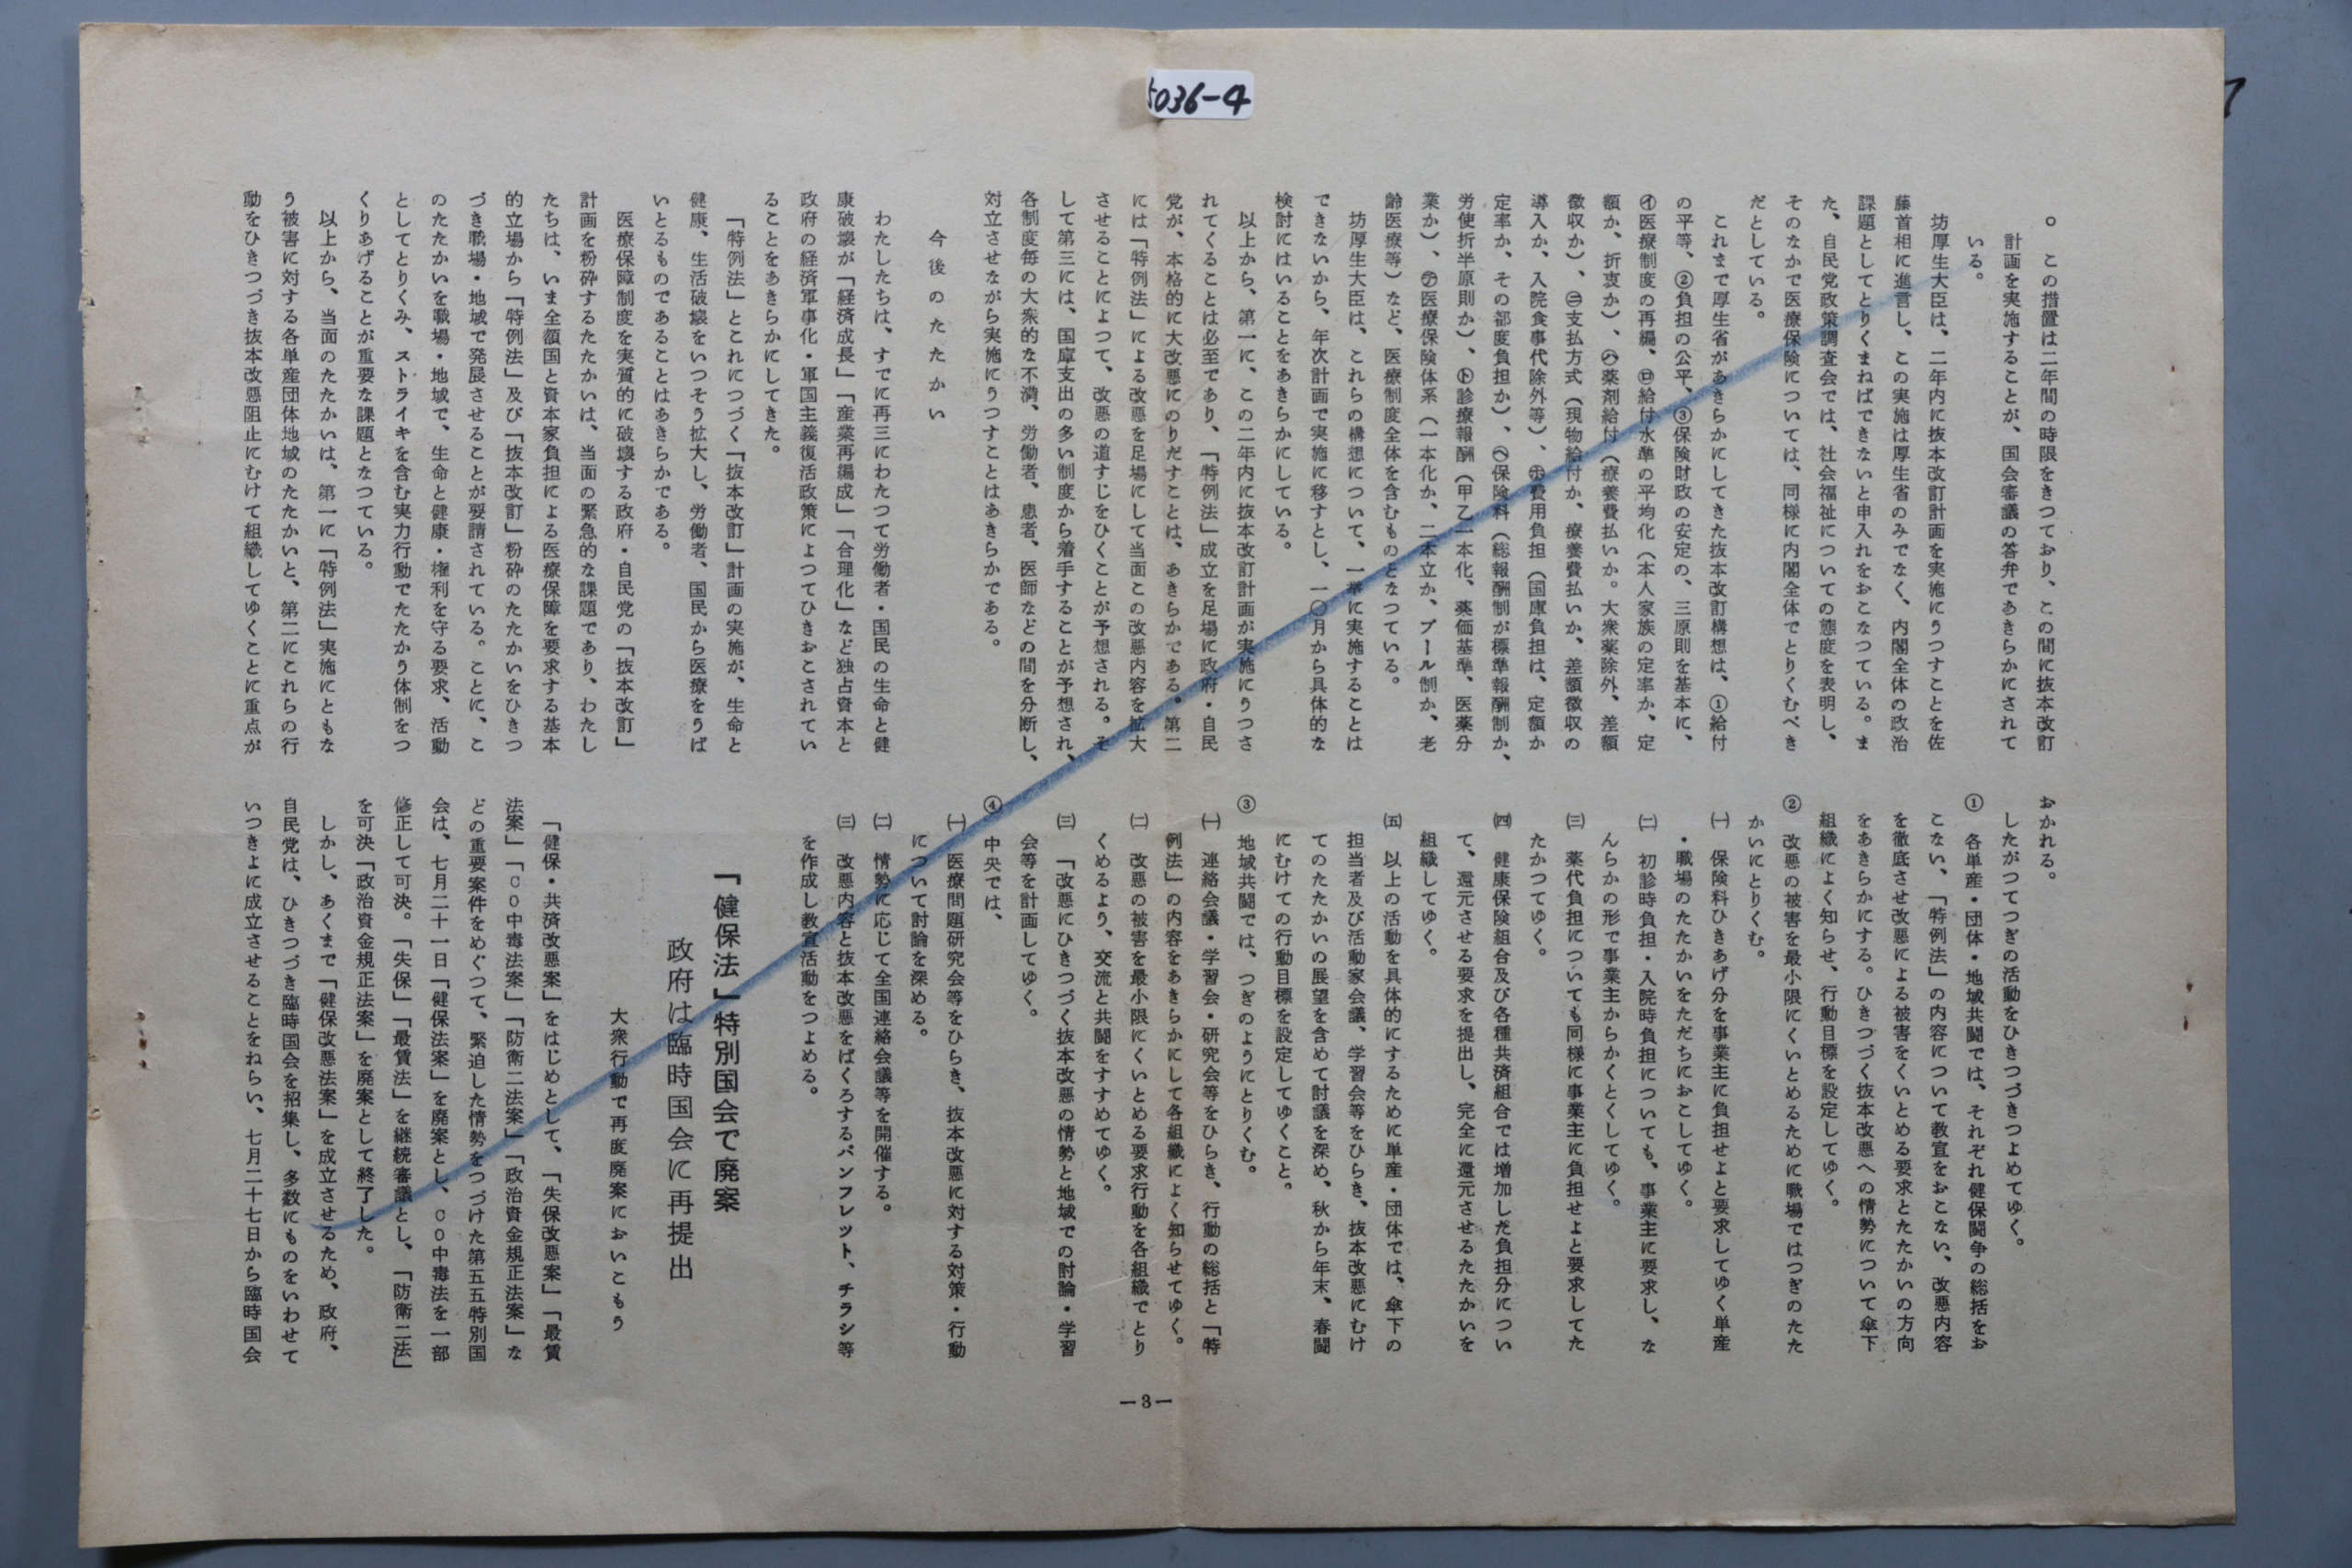 5036-4
○　この措置は二年間の時限をきつており、この間に抜本改訂
計画を実施することが、国会審議の答弁であきらかにされて
いる。
坊厚生大臣は、二年内に抜本改訂計画を実施にうつすことを佐
藤首相に進言し、この実施は厚生省のみでなく、内閣全体の政治
課題としてとりくまねばできないと申入れをおこなつている。ま
た、自民党政策調査会では、社会福祉についての態度を表明し、
そのなかで医療保険については、同様に内閣全体でとりくむべき
だとしている。
これまで厚生省があきらかにしてきた抜本改訂構想は、①給付
の平等、②負担の公平、③保険財政の安定の、三原則を基本に、
㋑医療制度の再編、㋺給付水準の平均化（本人家族の定率か、定
額か、折衷か）、㋩薬剤給付（療養費払いか。大衆薬除外、差額
徴収か）、㋥支払方式（現物給付か、療養費払いか、差額徴収の
導入か、入院食事代除外等）、㋭費用負担（国庫負担は、定額か
定率か、その都度負担か）、㋬保険料（総報酬制か標準報酬制か、
労使折半原則か）、㋣診療報酬（甲乙一本化、薬価基準、医薬分
業か）、㋠医療保険体系（一本化か、二本立か、プール制か、老
齢医療等）など、医療制度全体を含むものとなつている。
坊厚生大臣は、これらの構想について、一挙に実施することは
できないから、年次計画で実施に移すとし、一〇月から具体的な
検討にはいることをあきらかにしている。
以上から、第一に、この二年内に抜本改訂計画が実施にうつさ
れてくることは必至であり、「特例法」成立を足場に政府・自民
党が、本格的に大改悪にのりだすことは、あきらかである。第二
には「特例法」による改悪を足場にして当面この改悪内容を拡大
させることによつて、改悪の道すじをひくことが予想される。そ
して第三には、国庫支出の多い制度から着手することが予想され、
各制度毎の大衆的な不満、労働者、患者、医師などの間を分断し、
対立させながら実施にうつすことはあきらかである。
今後のたたかい
わたしたちは、すでに再三にわたつて労働者・国民の生命と健
康破壊が「経済成長」「産業再編成」「合理化」など独占資本と
政府の経済軍事化・軍国主義復活政策によつてひきおこされてい
ることをあきらかにしてきた。
「特例法」とこれにつづく「抜本改訂」計画の実施が、生命と
健康、生活破壊をいつそう拡大し、労働者、国民から医療をうば
いとるものであることはあきらかである。
医療保障制度を実質的に破壊する政府・自民党の「抜本改訂」
計画を粉砕するたたかいは、当面の緊急的な課題であり、わたし
たちは、いま全額国と資本家負担による医療保障を要求する基本
的立場から「特例法」及び「抜本改訂」粉砕のたたかいをひきつ
づき職場・地域で発展させることが要請されている。ことに、こ
のたたかいを職場・地域で、生命と健康・権利を守る要求、活動
としてとりくみ、ストライキを含む実力行動でたたかう体制をつ
くりあげることが重要な課題となつている。
以上から、当面のたたかいは、第一に「特例法」実施にともな
う被害に対する各単産団体地域のたたかいと、第二にこれらの行
動をひきつづき抜本改悪阻止にむけて組織してゆくことに重点が
おかれる。
したがつてつぎの活動をひきつづきつよめてゆく。
①　各単産・団体・地域共闘では、それぞれ健保闘争の総括をお
こない、「特例法」の内容について教宣をおこない、改悪内容
を徹底させ改悪による被害をくいとめる要求とたたかいの方向
をあきらかにする。ひきつづく抜本改悪への情勢について傘下
組織によく知らせ、行動目標を設定してゆく。
②　改悪の被害を最小限にくいとめるために職場ではつぎのたた
かいにとりくむ。
㈠　保険料ひきあげ分を事業主に負担せよと要求してゆく単産
・職場のたたかいをただちにおこしてゆく。
㈡　初診時負担・入院時負担についても、事業主に要求し、な
んらかの形で事業主からかくとくしてゆく。
㈢　薬代負担についても同様に事業主に負担せよと要求してた
たかつてゆく。
㈣　健康保険組合及び各種共済組合では増加しだ負担分につい
て、還元させる要求を提出し、完全に還元させるたたかいを
組織してゆく。
㈤　以上の活動を具体的にするために単産・団体では、傘下の
担当者及び活動家会議、学習会等をひらき、抜本改悪にむけ
てのたたかいの展望を含めて討議を深め、秋から年末、春闘
にむけての行動目標を設定してゆくこと。
③　地域共闘では、つぎのようにとりくむ。
㈠　連絡会議・学習会・研究会等をひらき、行動の総括と「特
例法」の内容をあきらかにして各組織によく知らせてゆく。
㈡　改悪の被害を最小限にくいとめる要求行動を各組織でとり
くめるよう、交流と共闘をすすめてゆく。
㈢　「改悪にひきつづく抜本改悪の情勢と地域での討論・学習
会等を計画してゆく。
④　中央では、
㈠　医療問題研究会等をひらき、抜本改悪に対する対策・行動
について討論を深める。
㈡　情勢に応じて全国連絡会議等を開催する。
㈢　改悪内容と抜本改悪をばくろするパンフレット、チラシ等
を作成し教宣活動をつよめる。
「健保法」特別国会で廃案
政府は臨時国会に再提出
大衆行動で再度廃案においこもう
「健保・共済改悪案」をはじめとして、「失保改悪案」「最賃
法案」「ＣＯ中毒法案」「防衛二法案」「政治資金規正法案」な
どの重要案件をめぐつて、緊迫した情勢をつづけた第五五特別国
会は、七月二十一日「健保法案」を廃案とし、ＣＯ中毒法を一部
修正して可決。「失保」「最賃法」を継続審議とし、「防衛二法」
を可決「政治資金規正法案」を廃案として終了した。
しかし、あくまで「健保改悪法案」を成立させるため、政府、
自民党は、ひきつづき臨時国会を招集し、多数にものをいわせて
いつきよに成立させることをねらい、七月二十七日から臨時国会
―3―